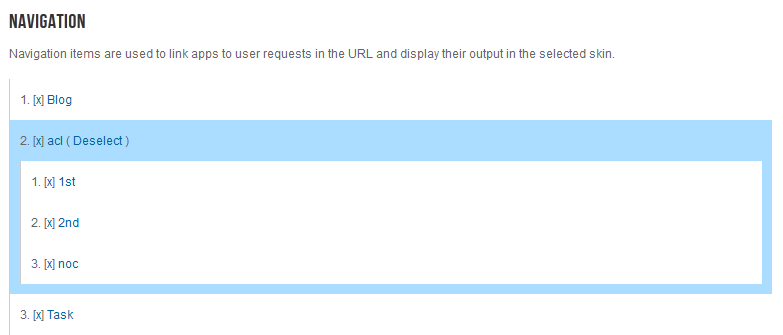 NAVIGATION
Navigation items are used to link apps to user requests in the URL and display their output in the selected skin.
1. [x] Blog
2. [x] acl ( Deselect )
1. [x] 1st
2. [x] 2nd
3. [x] noc
3. [x] Task